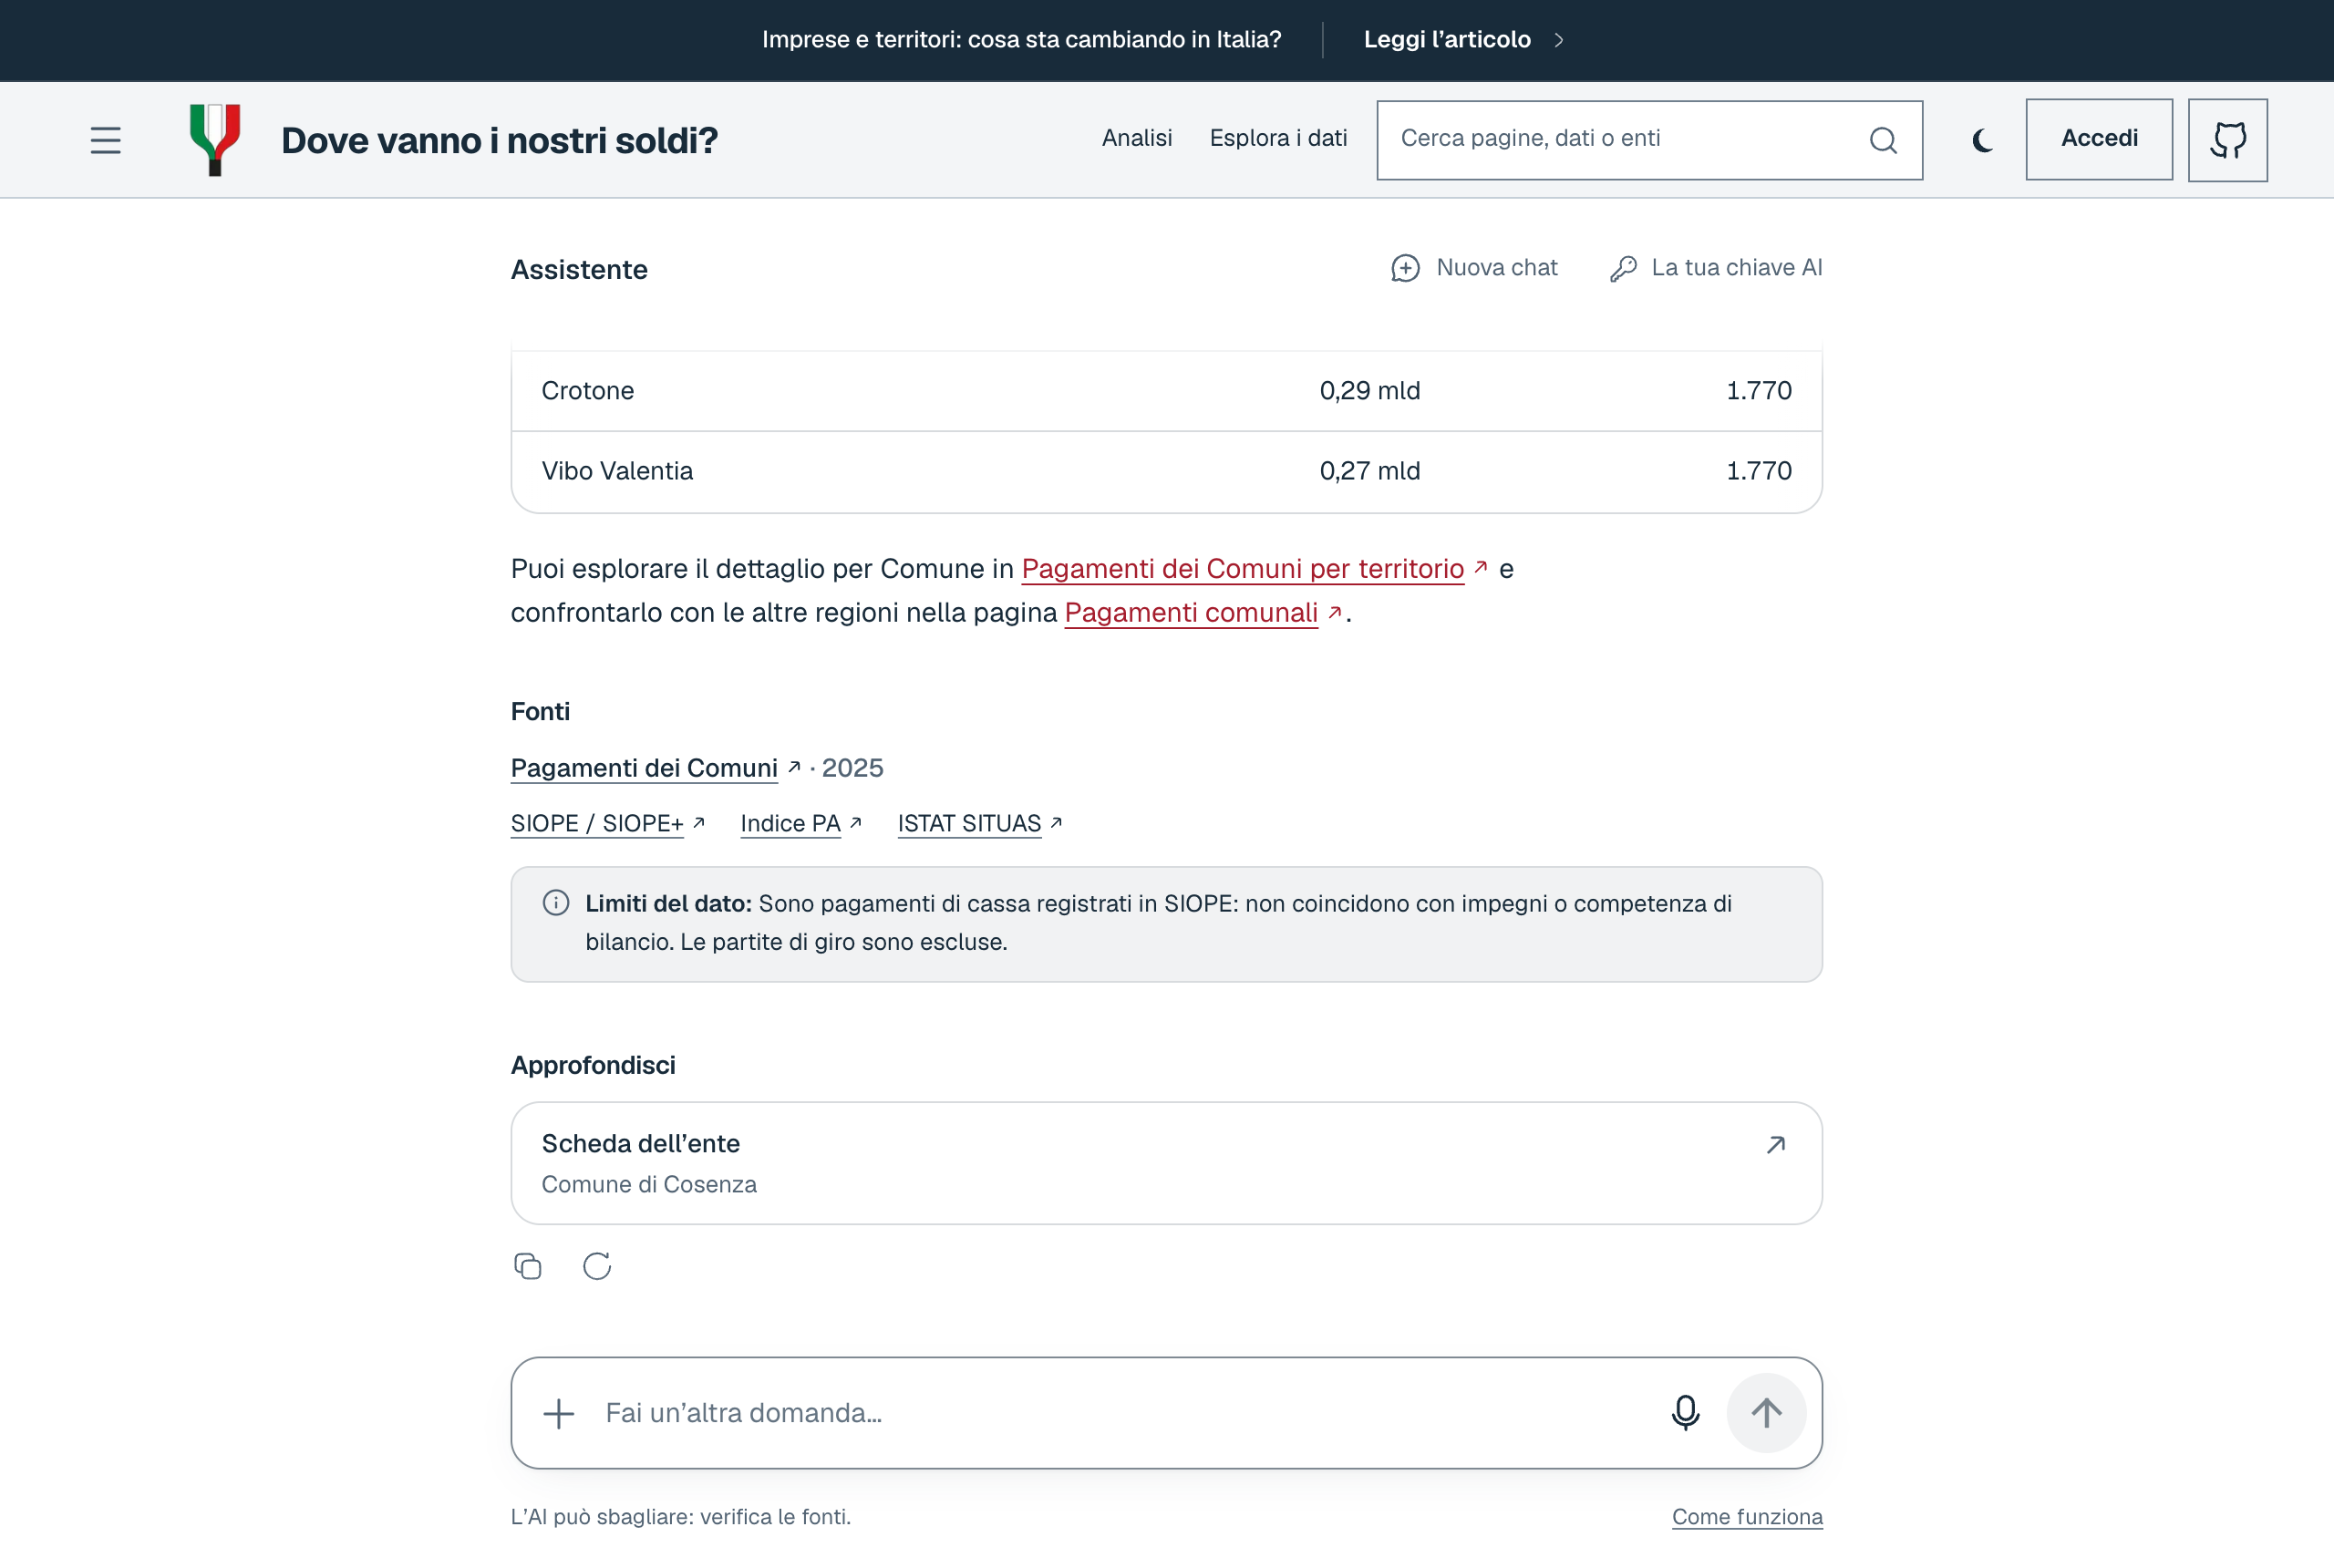 Imprese e territori: cosa sta cambiando in Italia?
Leggi l’articolo
Dove vanno i nostri soldi?
Analisi
Esplora i dati
Cerca pagine, dati o enti
Accedi
Assistente
Nuova chat
La tua chiave AI
Crotone 0,29 mld 1.770
Vibo Valentia 0,27 mld 1.770
Puoi esplorare il dettaglio per Comune in Pagamenti dei Comuni per territorio ↗ e
confrontarlo con le altre regioni nella pagina Pagamenti comunali ↗.
Fonti
Pagamenti dei Comuni ↗ · 2025
SIOPE / SIOPE+ ↗ Indice PA ↗ ISTAT SITUAS ↗
Limiti del dato: Sono pagamenti di cassa registrati in SIOPE: non coincidono con impegni o competenza di
bilancio. Le partite di giro sono escluse.
Approfondisci
Scheda dell’ente
Comune di Cosenza
Fai un’altra domanda…
L’AI può sbagliare: verifica le fonti.
Come funziona